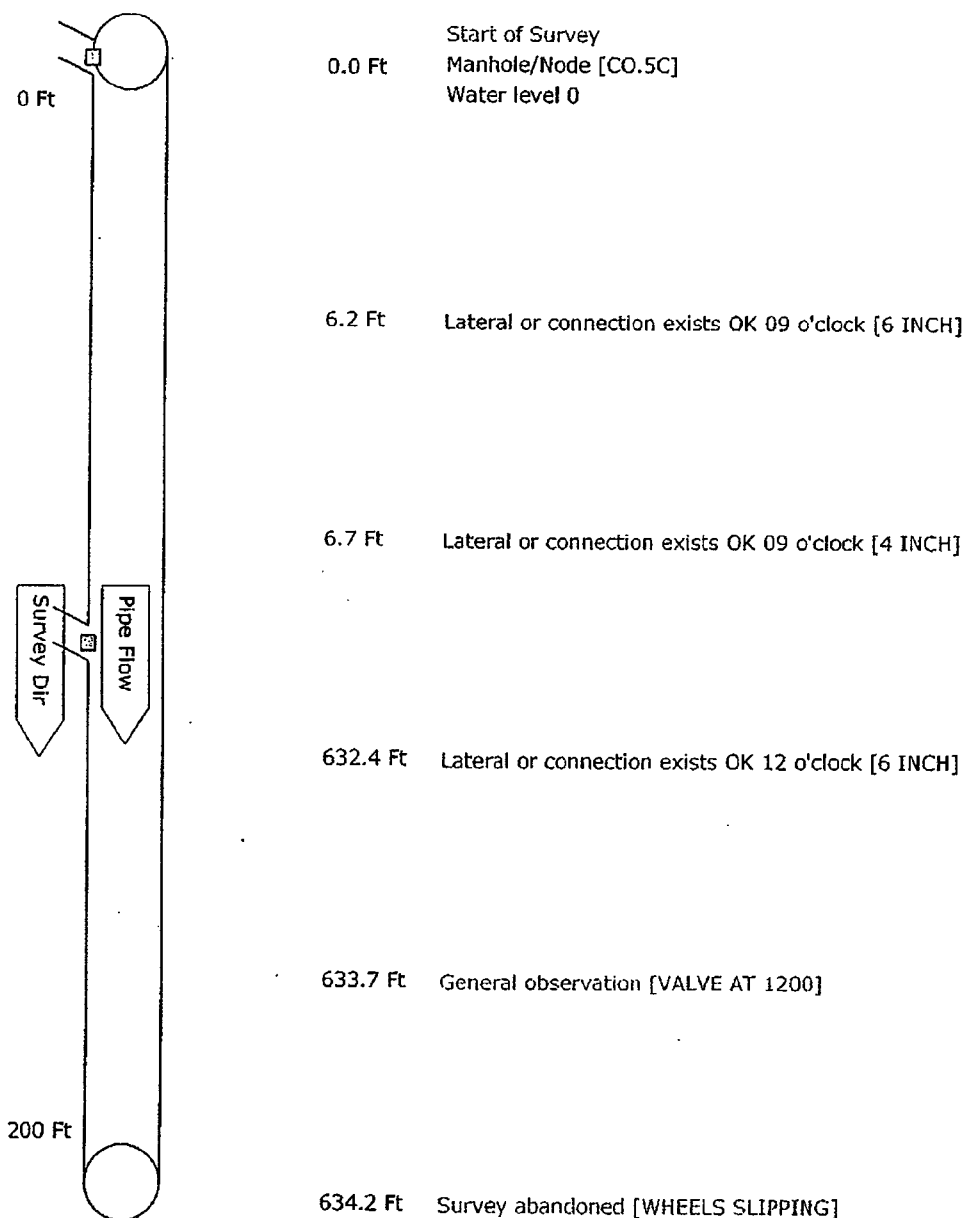 Start of Survey
0.0 Ft Manhole/Node [CO.5C]
Water level 0
0 Ft
6.2 Ft Lateral or connection exists OK 09 o'clock [6 INCH]
6.7 Ft Lateral or connection exists OK 09 o'clock [4 INCH]
Survey Dir
Pipe Flow
632.4 Ft Lateral or connection exists OK 12 o'clock [6 INCH]
633.7 Ft General observation [VALVE AT 1200]
200 Ft
634.2 Ft Survey abandoned [WHEELS SLIPPING]